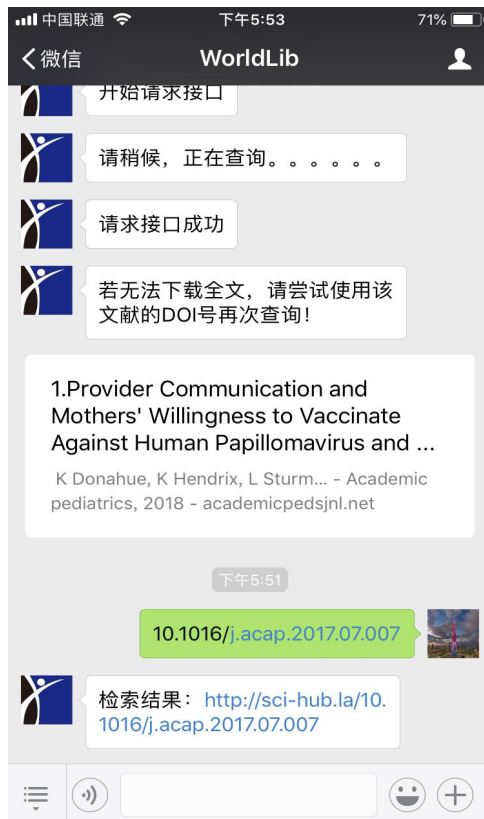 中国联通 下午5:53 71%
微信 WorldLib
开始请求接口
请稍候，正在查询。。。。。。
请求接口成功
若无法下载全文，请尝试使用该
文献的DOI号再次查询！
1.Provider Communication and
Mothers' Willingness to Vaccinate
Against Human Papillomavirus and ...
K Donahue, K Hendrix, L Sturm... - Academic
pediatrics, 2018 - academicpedsjnl.net
下午5:51
10.1016/j.acap.2017.07.007
检索结果：http://sci-hub.la/10.
1016/j.acap.2017.07.007